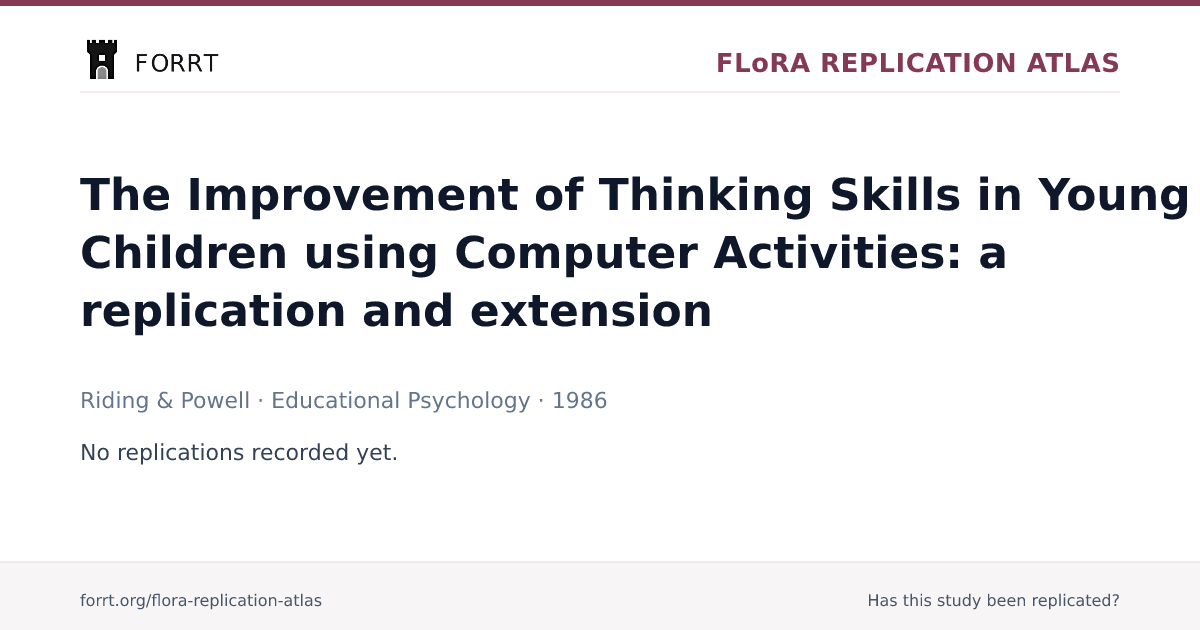 FORRT
FLoRA REPLICATION ATLAS
The Improvement of Thinking Skills in Young
Children using Computer Activities: a
replication and extension
Riding & Powell · Educational Psychology · 1986
No replications recorded yet.
forrt.org/flora-replication-atlas
Has this study been replicated?